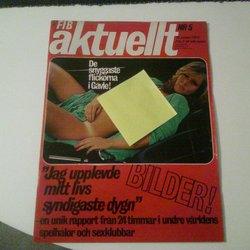 FIB
aktuellt
NR 5
De
snyggaste
flickorna
i Gävle!
BILDER!
"Jag upplevde
mitt livs
syndigaste dygn"
en unik rapport från 24 timmar i undre världens
spelhålor och sexklubbar